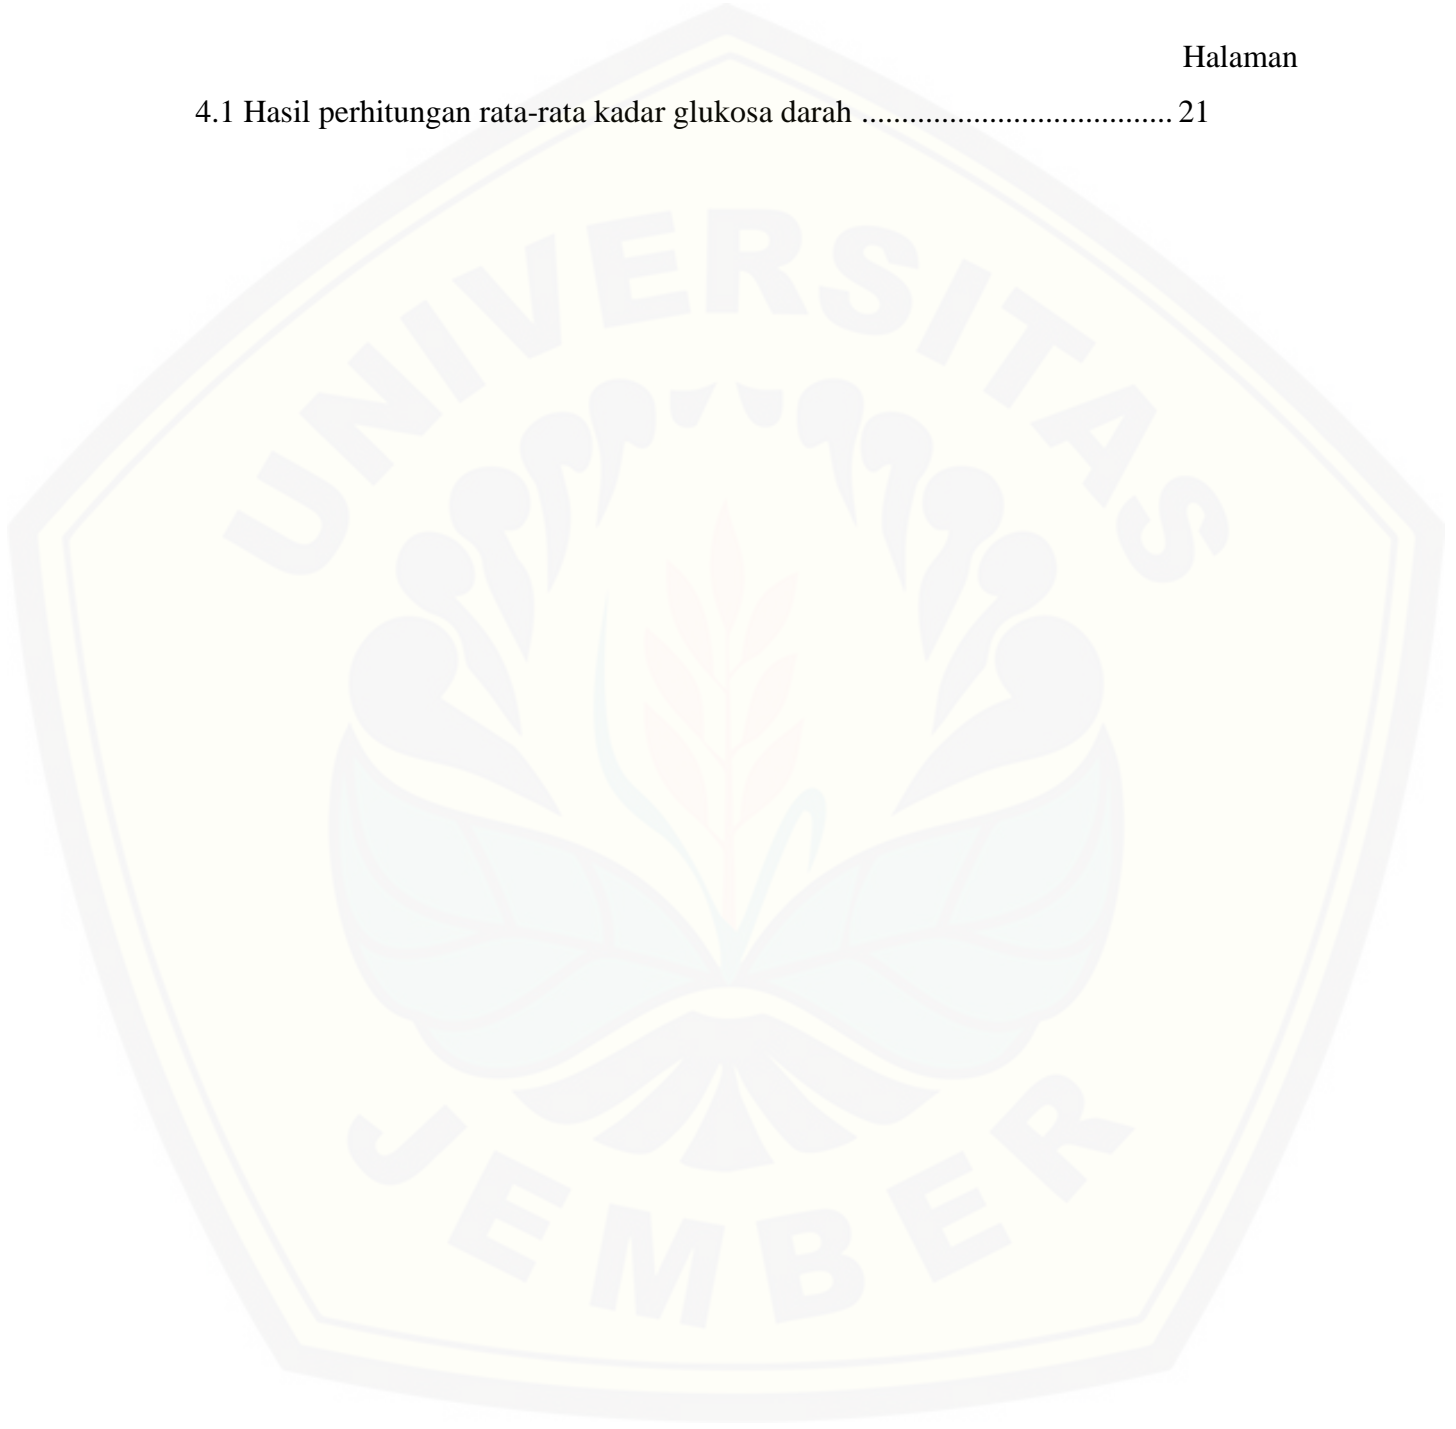 Halaman
4.1 Hasil perhitungan rata-rata kadar glukosa darah ....................................... 21
UNIVERSITAS
JEMBER